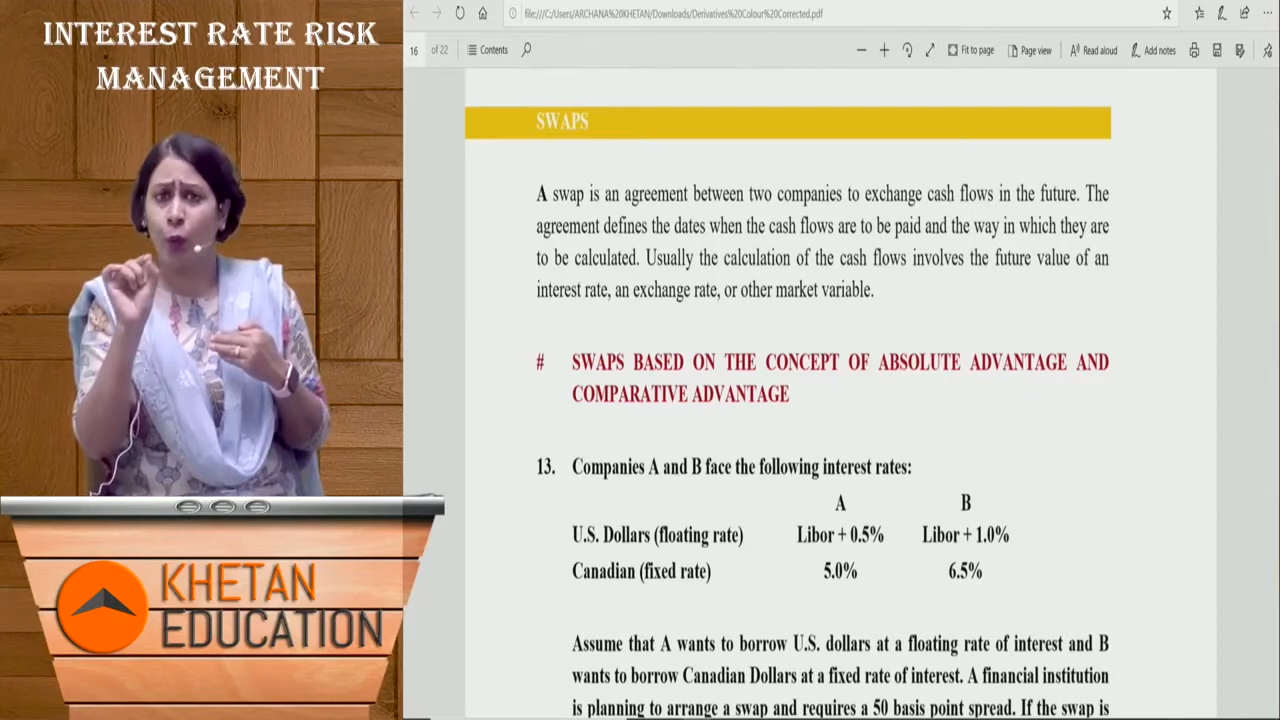 INTEREST RATE RISK
MANAGEMENT
file:///C:/Users/ARCHANA%20KHETAN/Downloads/Derivatives%20Colour%20Corrected.pdf
16 of 22 Contents Fit to page Page view Read aloud Add notes
SWAPS
A swap is an agreement between two companies to exchange cash flows in the future. The
agreement defines the dates when the cash flows are to be paid and the way in which they are
to be calculated. Usually the calculation of the cash flows involves the future value of an
interest rate, an exchange rate, or other market variable.
# SWAPS BASED ON THE CONCEPT OF ABSOLUTE ADVANTAGE AND
COMPARATIVE ADVANTAGE
13. Companies A and B face the following interest rates:
A B
U.S. Dollars (floating rate) Libor + 0.5% Libor + 1.0%
Canadian (fixed rate) 5.0% 6.5%
Assume that A wants to borrow U.S. dollars at a floating rate of interest and B
wants to borrow Canadian Dollars at a fixed rate of interest. A financial institution
is planning to arrange a swap and requires a 50 basis point spread. If the swap is
KHETAN
EDUCATION